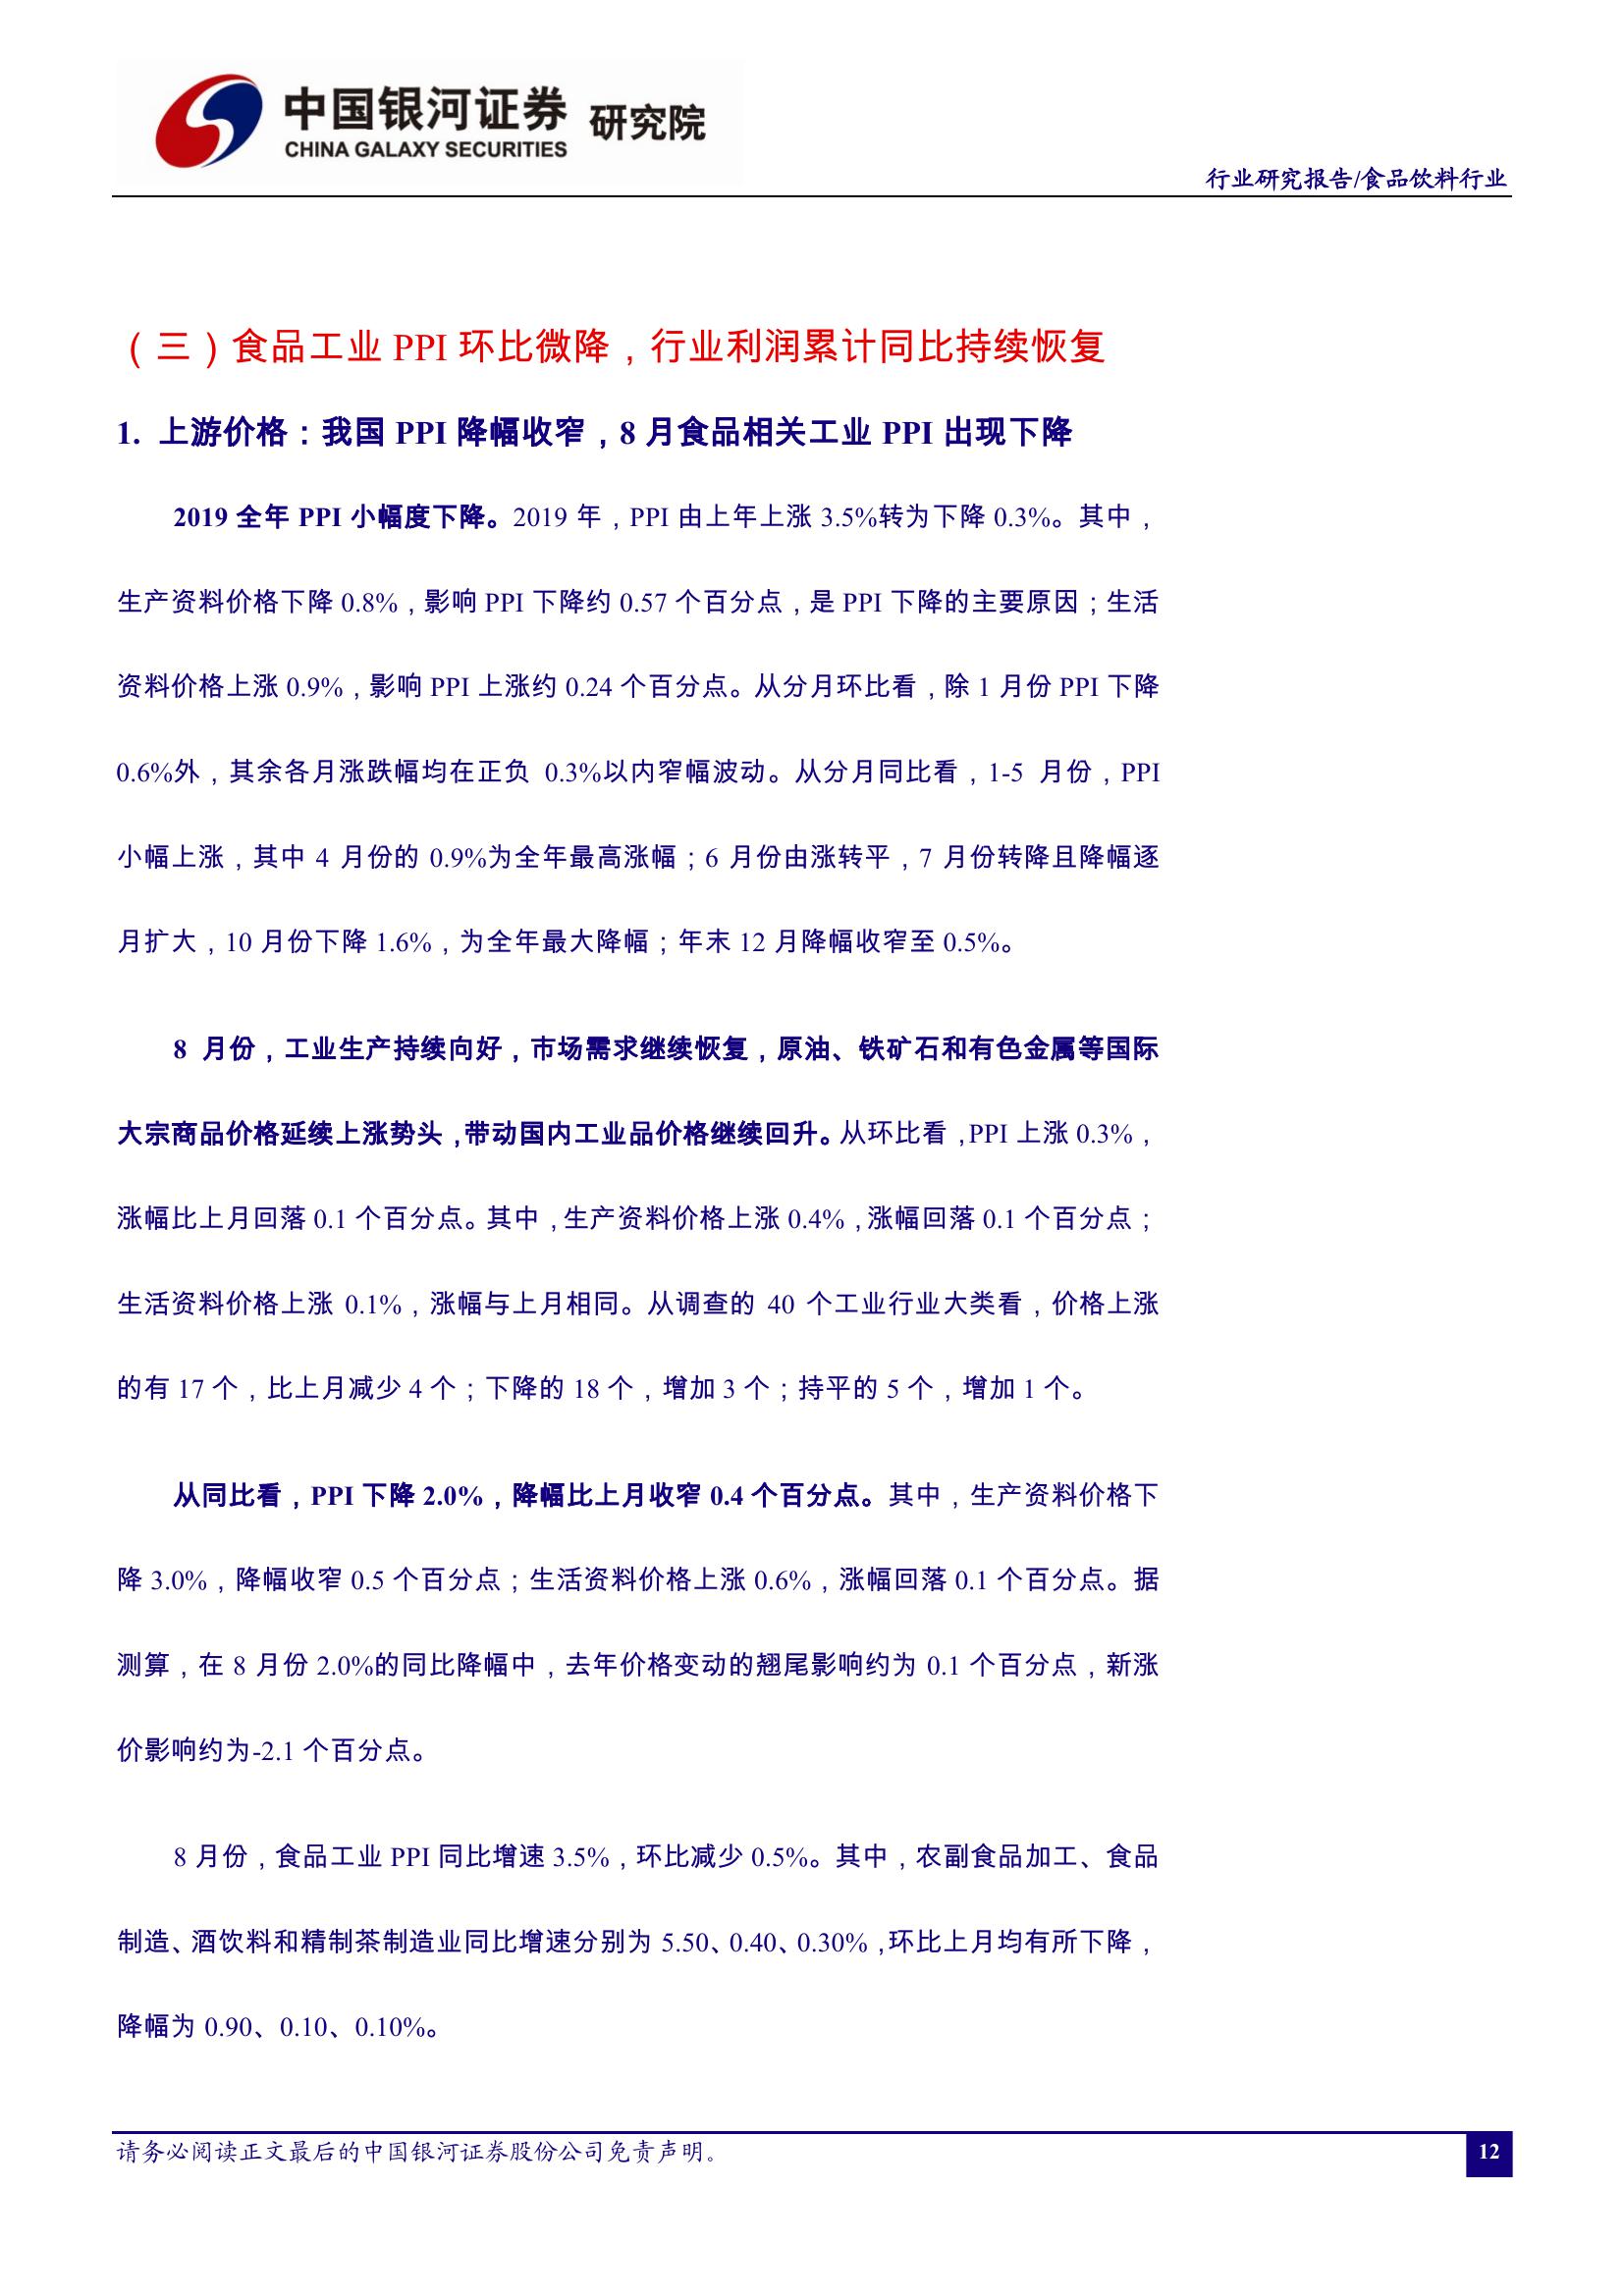 中国银河证券 研究院
CHINA GALAXY SECURITIES
行业研究报告/食品饮料行业
（三）食品工业 PPI 环比微降，行业利润累计同比持续恢复
1. 上游价格：我国 PPI 降幅收窄，8 月食品相关工业 PPI 出现下降
2019 全年 PPI 小幅度下降。2019 年，PPI 由上年上涨 3.5%转为下降 0.3%。其中，
生产资料价格下降 0.8%，影响 PPI 下降约 0.57 个百分点，是 PPI 下降的主要原因；生活
资料价格上涨 0.9%，影响 PPI 上涨约 0.24 个百分点。从分月环比看，除 1 月份 PPI 下降
0.6%外，其余各月涨跌幅均在正负 0.3%以内窄幅波动。从分月同比看，1-5 月份，PPI
小幅上涨，其中 4 月份的 0.9%为全年最高涨幅；6 月份由涨转平，7 月份转降且降幅逐
月扩大，10 月份下降 1.6%，为全年最大降幅；年末 12 月降幅收窄至 0.5%。
8 月份，工业生产持续向好，市场需求继续恢复，原油、铁矿石和有色金属等国际
大宗商品价格延续上涨势头，带动国内工业品价格继续回升。从环比看，PPI 上涨 0.3%，
涨幅比上月回落 0.1 个百分点。其中，生产资料价格上涨 0.4%，涨幅回落 0.1 个百分点；
生活资料价格上涨 0.1%，涨幅与上月相同。从调查的 40 个工业行业大类看，价格上涨
的有 17 个，比上月减少 4 个；下降的 18 个，增加 3 个；持平的 5 个，增加 1 个。
从同比看，PPI 下降 2.0%，降幅比上月收窄 0.4 个百分点。其中，生产资料价格下
降 3.0%，降幅收窄 0.5 个百分点；生活资料价格上涨 0.6%，涨幅回落 0.1 个百分点。据
测算，在 8 月份 2.0%的同比降幅中，去年价格变动的翘尾影响约为 0.1 个百分点，新涨
价影响约为-2.1 个百分点。
8 月份，食品工业 PPI 同比增速 3.5%，环比减少 0.5%。其中，农副食品加工、食品
制造、酒饮料和精制茶制造业同比增速分别为 5.50、0.40、0.30%，环比上月均有所下降，
降幅为 0.90、0.10、0.10%。
请务必阅读正文最后的中国银河证券股份公司免责声明。
12